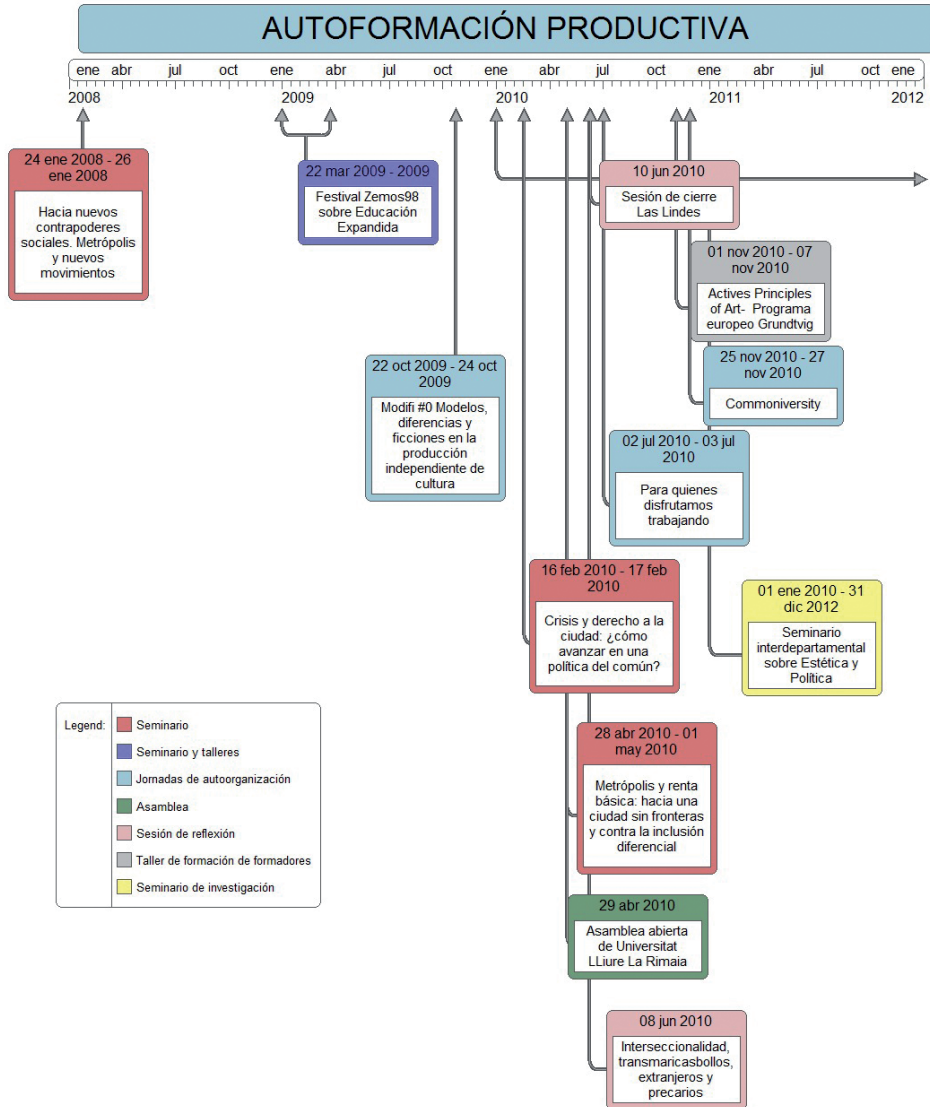 AUTOFORMACIÓN PRODUCTIVA
ene abr jul oct ene abr jul oct ene abr jul oct ene abr jul oct ene
2008 2009 2010 2011 2012
24 ene 2008 - 26
ene 2008
Hacia nuevos
contrapoderes
sociales. Metrópolis
y nuevos
movimientos
22 mar 2009 - 2009
Festival Zemos98
sobre Educación
Expandida
10 jun 2010
Sesión de cierre
Las Lindes
01 nov 2010 - 07
nov 2010
Actives Principles
of Art- Programa
europeo Grundtvig
22 oct 2009 - 24 oct
2009
Modifi #0 Modelos,
diferencias y
ficciones en la
producción
independiente de
cultura
25 nov 2010 - 27
nov 2010
Commoniversity
02 jul 2010 - 03 jul
2010
Para quienes
disfrutamos
trabajando
16 feb 2010 - 17 feb
2010
Crisis y derecho a la
ciudad: ¿cómo
avanzar en una
política del común?
01 ene 2010 - 31
dic 2012
Seminario
interdepartamental
sobre Estética y
Política
28 abr 2010 - 01
may 2010
Metrópolis y renta
básica: hacia una
ciudad sin fronteras
y contra la inclusión
diferencial
29 abr 2010
Asamblea abierta
de Universitat
LLiure La Rimaia
08 jun 2010
Interseccionalidad,
transmaricasbollos,
extranjeros y
precarios
Legend:
Seminario
Seminario y talleres
Jornadas de autoorganización
Asamblea
Sesión de reflexión
Taller de formación de formadores
Seminario de investigación